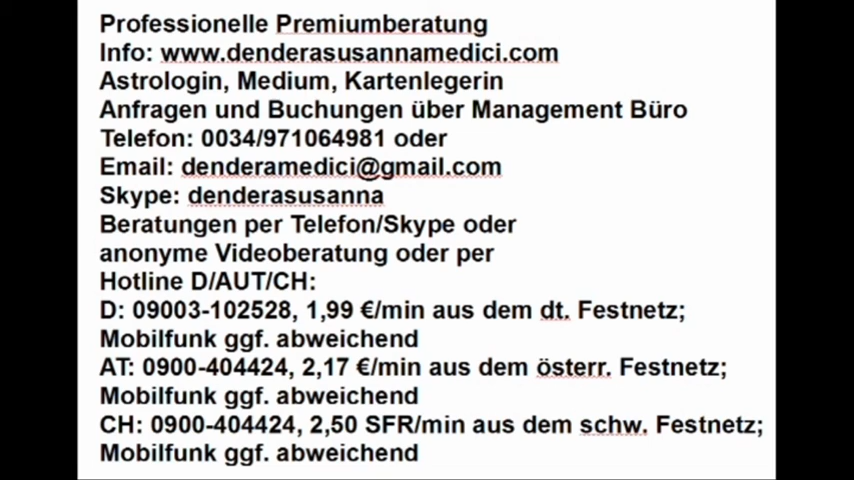 Professionelle Premiumberatung
Info: www.denderasusannamedici.com
Astrologin, Medium, Kartenlegerin
Anfragen und Buchungen über Management Büro
Telefon: 0034/971064981 oder
Email: denderamedici@gmail.com
Skype: denderasusanna
Beratungen per Telefon/Skype oder
anonyme Videoberatung oder per
Hotline D/AUT/CH:
D: 09003-102528, 1,99 €/min aus dem dt. Festnetz;
Mobilfunk ggf. abweichend
AT: 0900-404424, 2,17 €/min aus dem österr. Festnetz;
Mobilfunk ggf. abweichend
CH: 0900-404424, 2,50 SFR/min aus dem schw. Festnetz;
Mobilfunk ggf. abweichend